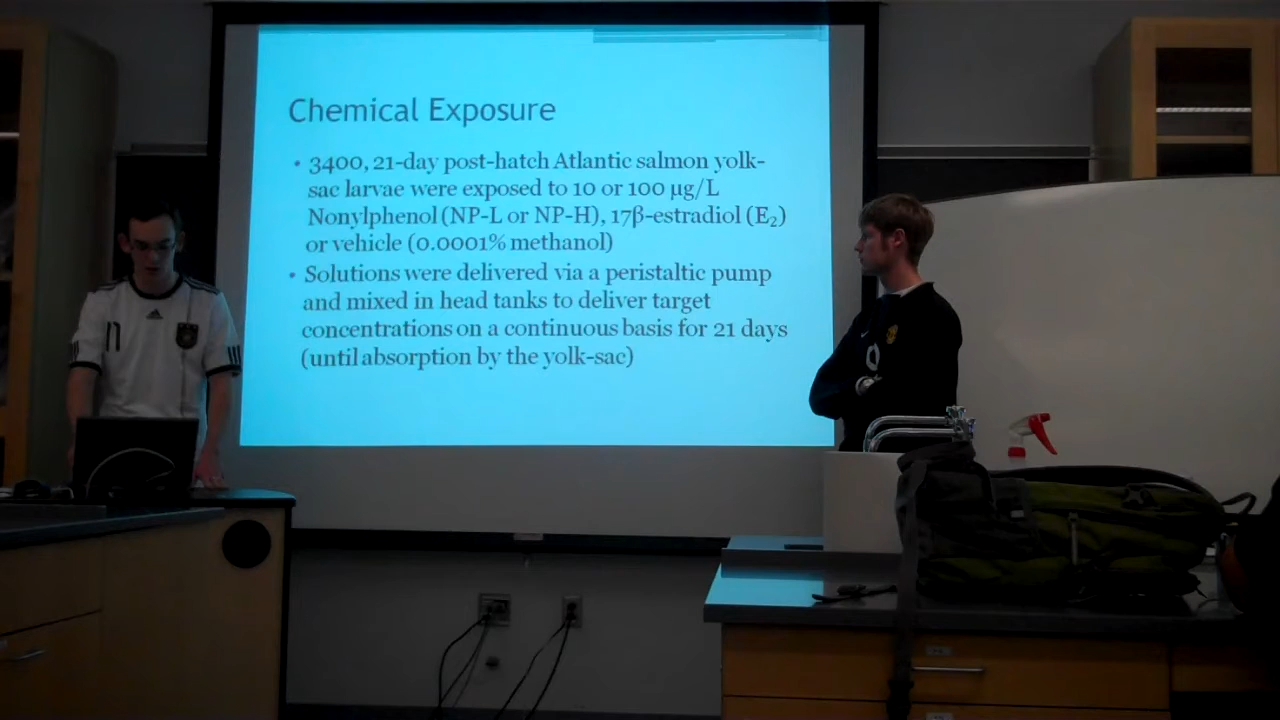 Chemical Exposure
• 3400, 21-day post-hatch Atlantic salmon yolk-
sac larvae were exposed to 10 or 100 µg/L
Nonylphenol (NP-L or NP-H), 17β-estradiol (E₂)
or vehicle (0.0001% methanol)
• Solutions were delivered via a peristaltic pump
and mixed in head tanks to deliver target
concentrations on a continuous basis for 21 days
(until absorption by the yolk-sac)
11